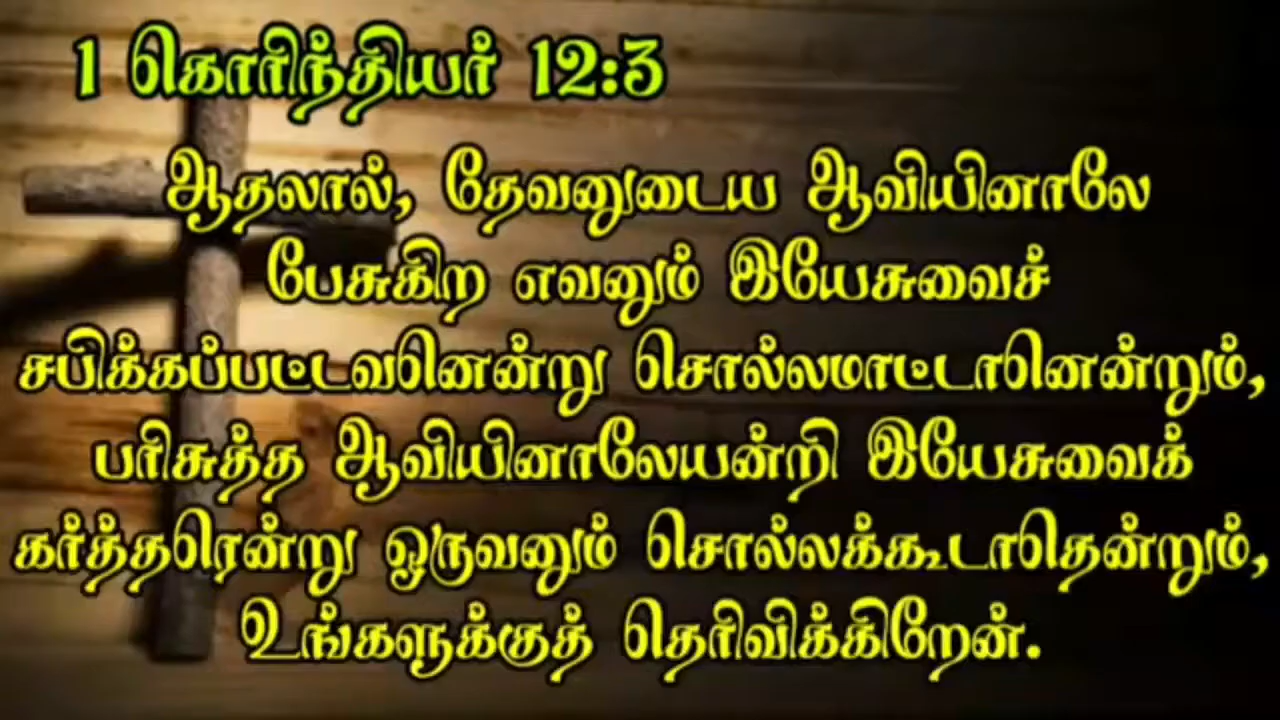 1 கொரிந்தியர் 12:3
ஆதலால், தேவனுடைய ஆவியினாலே
பேசுகிற எவனும் இயேசுவைச்
சபிக்கப்பட்டவனென்று சொல்லமாட்டானென்றும்,
பரிசுத்த ஆவியினாலேயன்றி இயேசுவைக்
கர்த்தரென்று ஒருவனும் சொல்லக்கூடாதென்றும்,
உங்களுக்குத் தெரிவிக்கிறேன்.